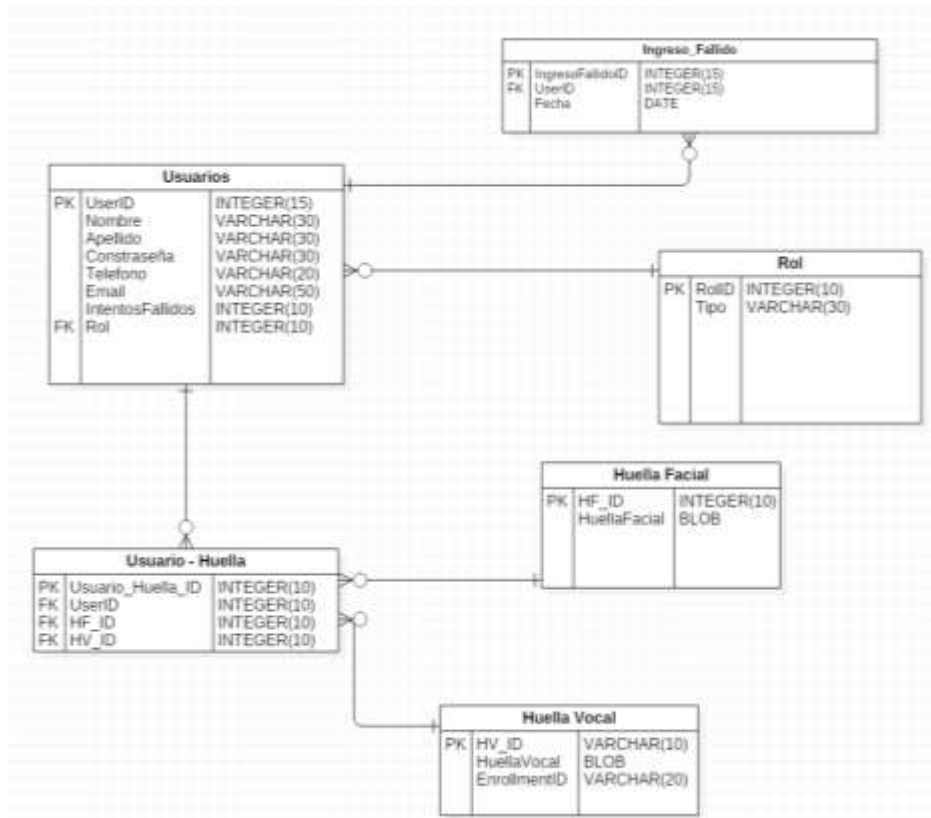 Ingreso_Fallido
PK IngresoFallidoID INTEGER(15)
FK UserID INTEGER(15)
Fecha DATE
Usuarios
PK UserID INTEGER(15)
Nombre VARCHAR(30)
Apellido VARCHAR(30)
Constraseña VARCHAR(30)
Telefono VARCHAR(20)
Email VARCHAR(50)
IntentosFallidos INTEGER(10)
FK Rol INTEGER(10)
Rol
PK RolID INTEGER(10)
Tipo VARCHAR(30)
Huella Facial
PK HF_ID INTEGER(10)
HuellaFacial BLOB
Usuario - Huella
PK Usuario_Huella_ID INTEGER(10)
FK UserID INTEGER(10)
FK HF_ID INTEGER(10)
FK HV_ID INTEGER(10)
Huella Vocal
PK HV_ID VARCHAR(10)
HuellaVocal BLOB
EnrollmentID VARCHAR(20)